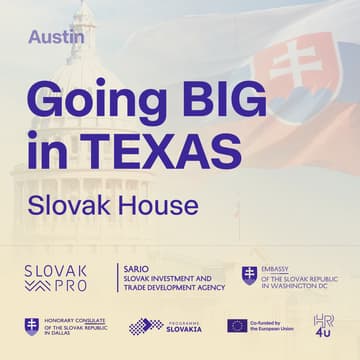 Austin
Going BIG
in TEXAS
Slovak House
SLOVAK
PRO
SARIO
SLOVAK INVESTMENT AND
TRADE DEVELOPMENT AGENCY
EMBASSY
OF THE SLOVAK REPUBLIC
IN WASHINGTON DC
HONORARY CONSULATE
OF THE SLOVAK REPUBLIC
IN DALLAS
PROGRAMME
SLOVAKIA
Co-funded by
the European Union
HR
4u